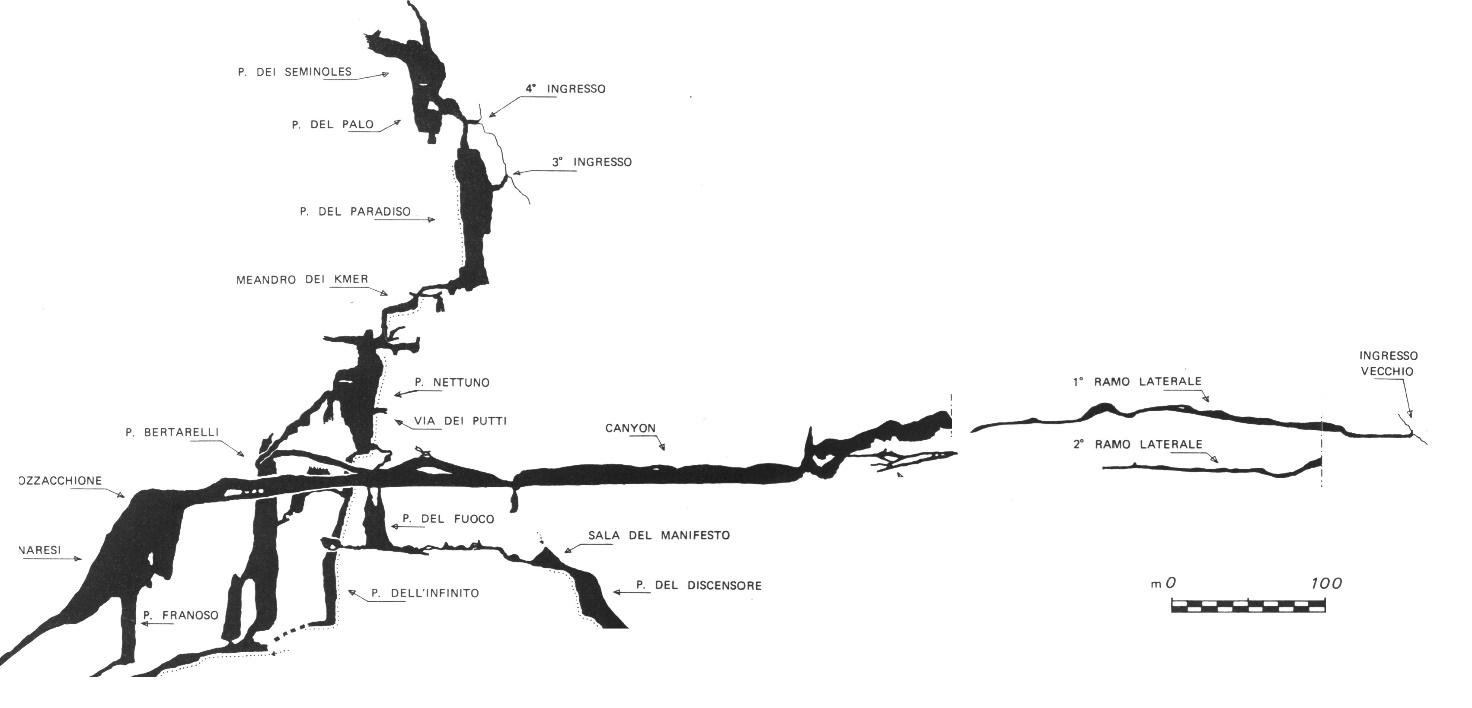 P. DEI SEMINOLES
4° INGRESSO
P. DEL PALO
3° INGRESSO
P. DEL PARADISO
MEANDRO DEI KMER
INGRESSO
VECCHIO
P. NETTUNO
1° RAMO LATERALE
VIA DEI PUTTI
P. BERTARELLI
CANYON
2° RAMO LATERALE
OZZACCHIONE
P. DEL FUOCO
SALA DEL MANIFESTO
NARESI
P. DEL DISCENSORE
m 0 100
P. DELL'INFINITO
P. FRANOSO